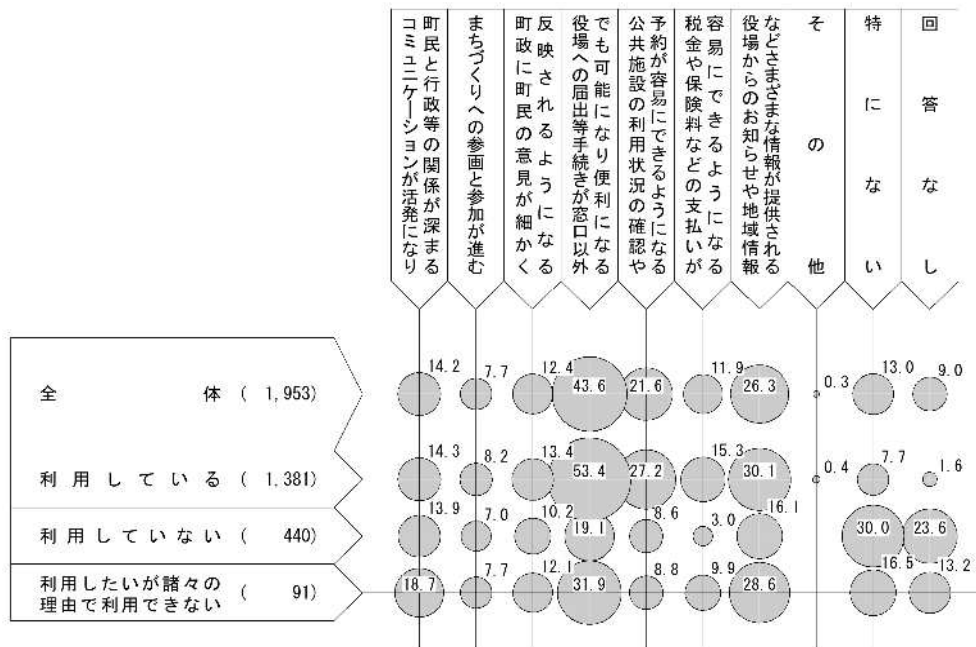 町民と行政等の関係が深まる
コミュニケーションが活発になり
まちづくりへの参画と参加が進む
反映されるようになる
町政に町民の意見が細かく
でも可能になり便利になる
役場への届出等手続きが窓口以外
予約が容易にできるようになる
公共施設の利用状況の確認や
容易にできるようになる
税金や保険料などの支払いが
などさまざまな情報が提供される
役場からのお知らせや地域情報
その他
特にない
回答なし
全体 ( 1,953)
14.2 7.7 12.4 43.6 21.6 11.9 26.3 0.3 13.0 9.0
利用している ( 1,381)
14.3 8.2 13.4 53.4 27.2 15.3 30.1 0.4 7.7 1.6
利用していない ( 440)
13.9 7.0 10.2 19.1 8.6 3.0 16.1 30.0 23.6
利用したいが諸々の
理由で利用できない ( 91)
18.7 7.7 12.1 31.9 8.8 9.9 28.6 16.5 13.2